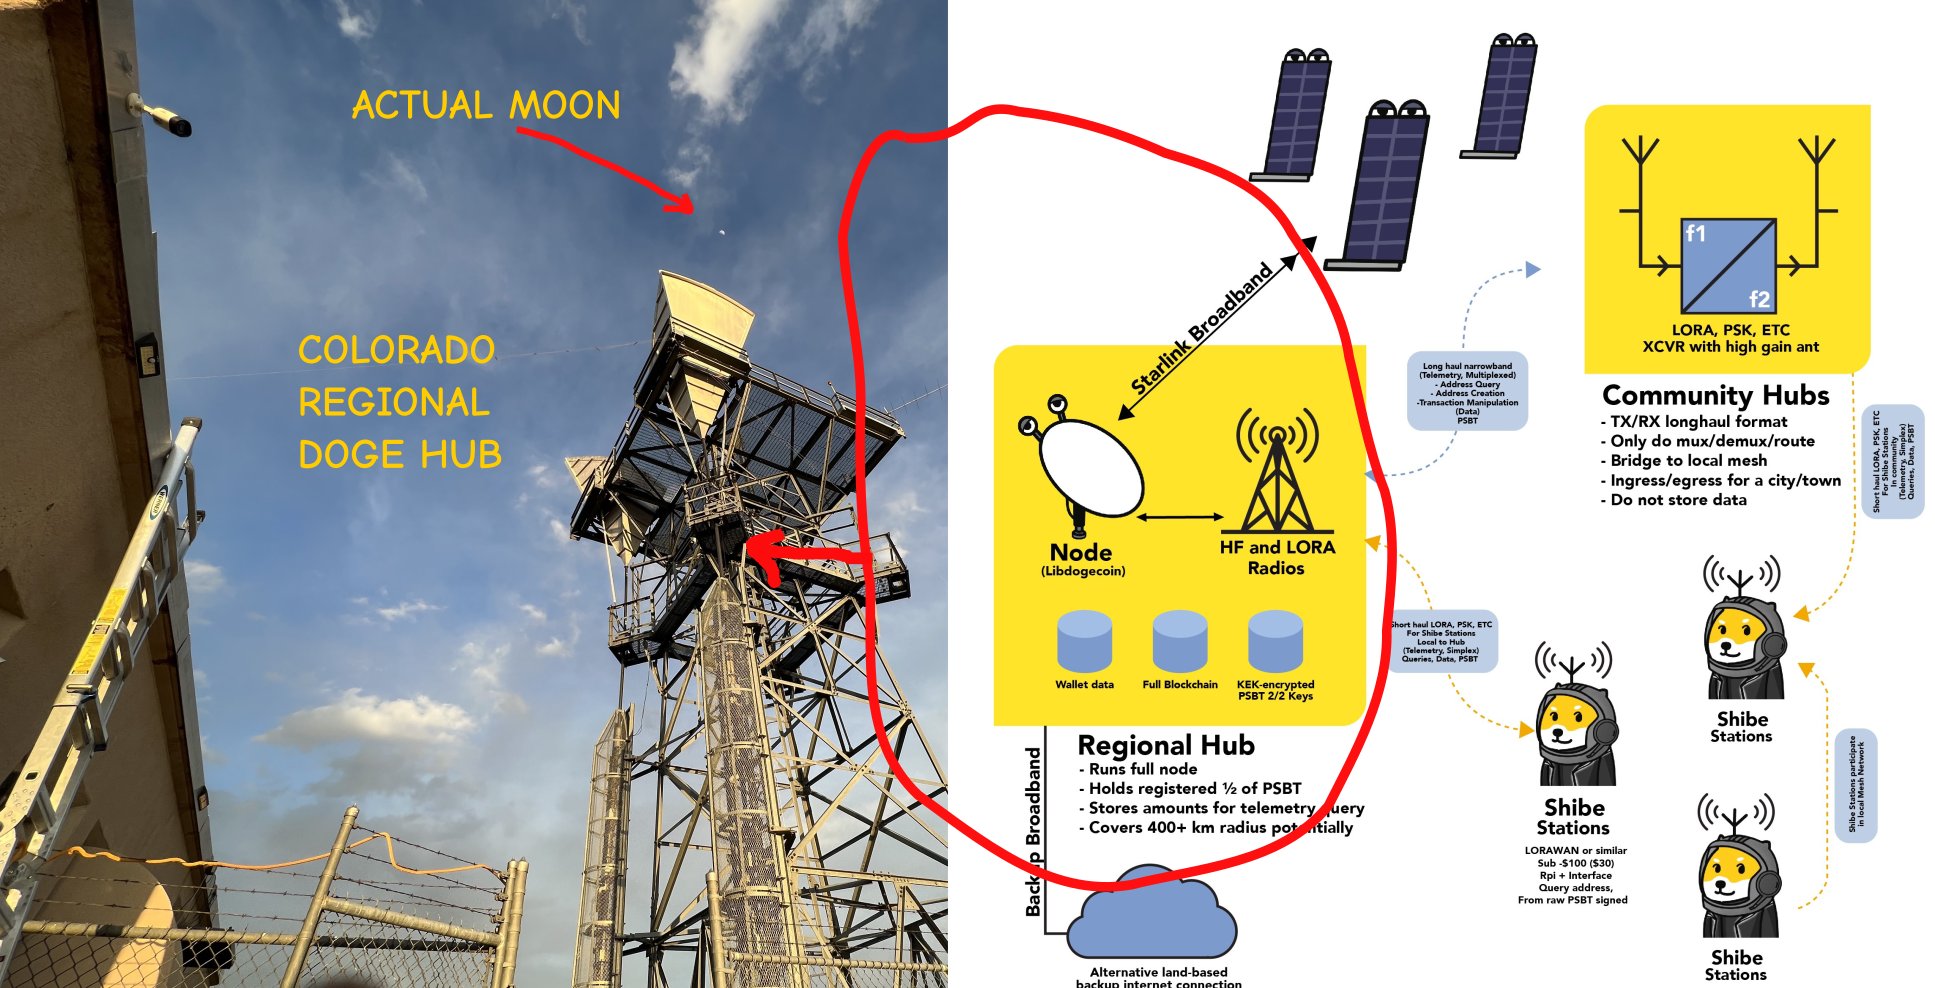 ACTUAL MOON
COLORADO
REGIONAL
DOGE HUB
Starlink Broadband
Node
(Libdogecoin)
HF and LORA
Radios
Wallet data
Full Blockchain
KEK-encrypted
PSBT 2/2 Keys
Regional Hub
- Runs full node
- Holds registered ½ of PSBT
- Stores amounts for telemetry query
- Covers 400+ km radius potentially
Backup Broadband
Alternative land-based
backup internet connection
Long haul narrowband
(Telemetry, Multiplexed)
- Address Query
- Address Creation
-Transaction Manipulation
(Data)
PSBT
Short haul LORA, PSK, ETC
For Shibe Stations
Local to Hub
(Telemetry, Simplex)
Queries, Data, PSBT
f1
f2
LORA, PSK, ETC
XCVR with high gain ant
Community Hubs
- TX/RX longhaul format
- Only do mux/demux/route
- Bridge to local mesh
- Ingress/egress for a city/town
- Do not store data
Short haul LORA, PSK, ETC
For Shibe Stations
In community
(Telemetry, Simplex)
Queries, Data, PSBT
Shibe
Stations
LORAWAN or similar
Sub -$100 ($30)
Rpi + Interface
Query address,
From raw PSBT signed
Shibe
Stations
Shibe Stations participate
in local Mesh Network
Shibe
Stations